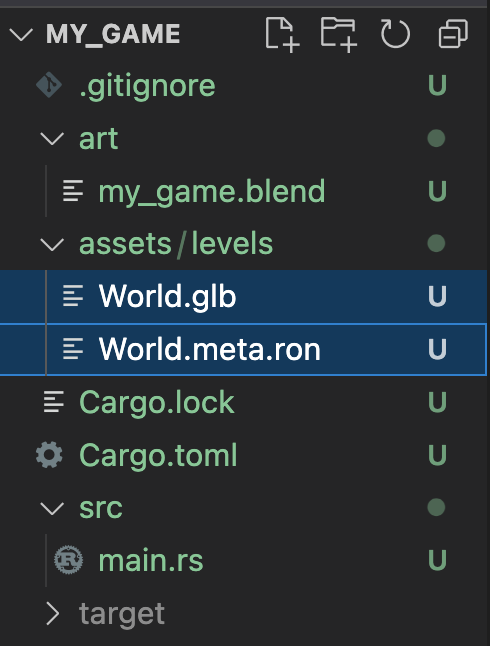 MY_GAME
.gitignore U
art
my_game.blend U
assets/levels
World.glb U
World.meta.ron U
Cargo.lock U
Cargo.toml U
src
main.rs U
target